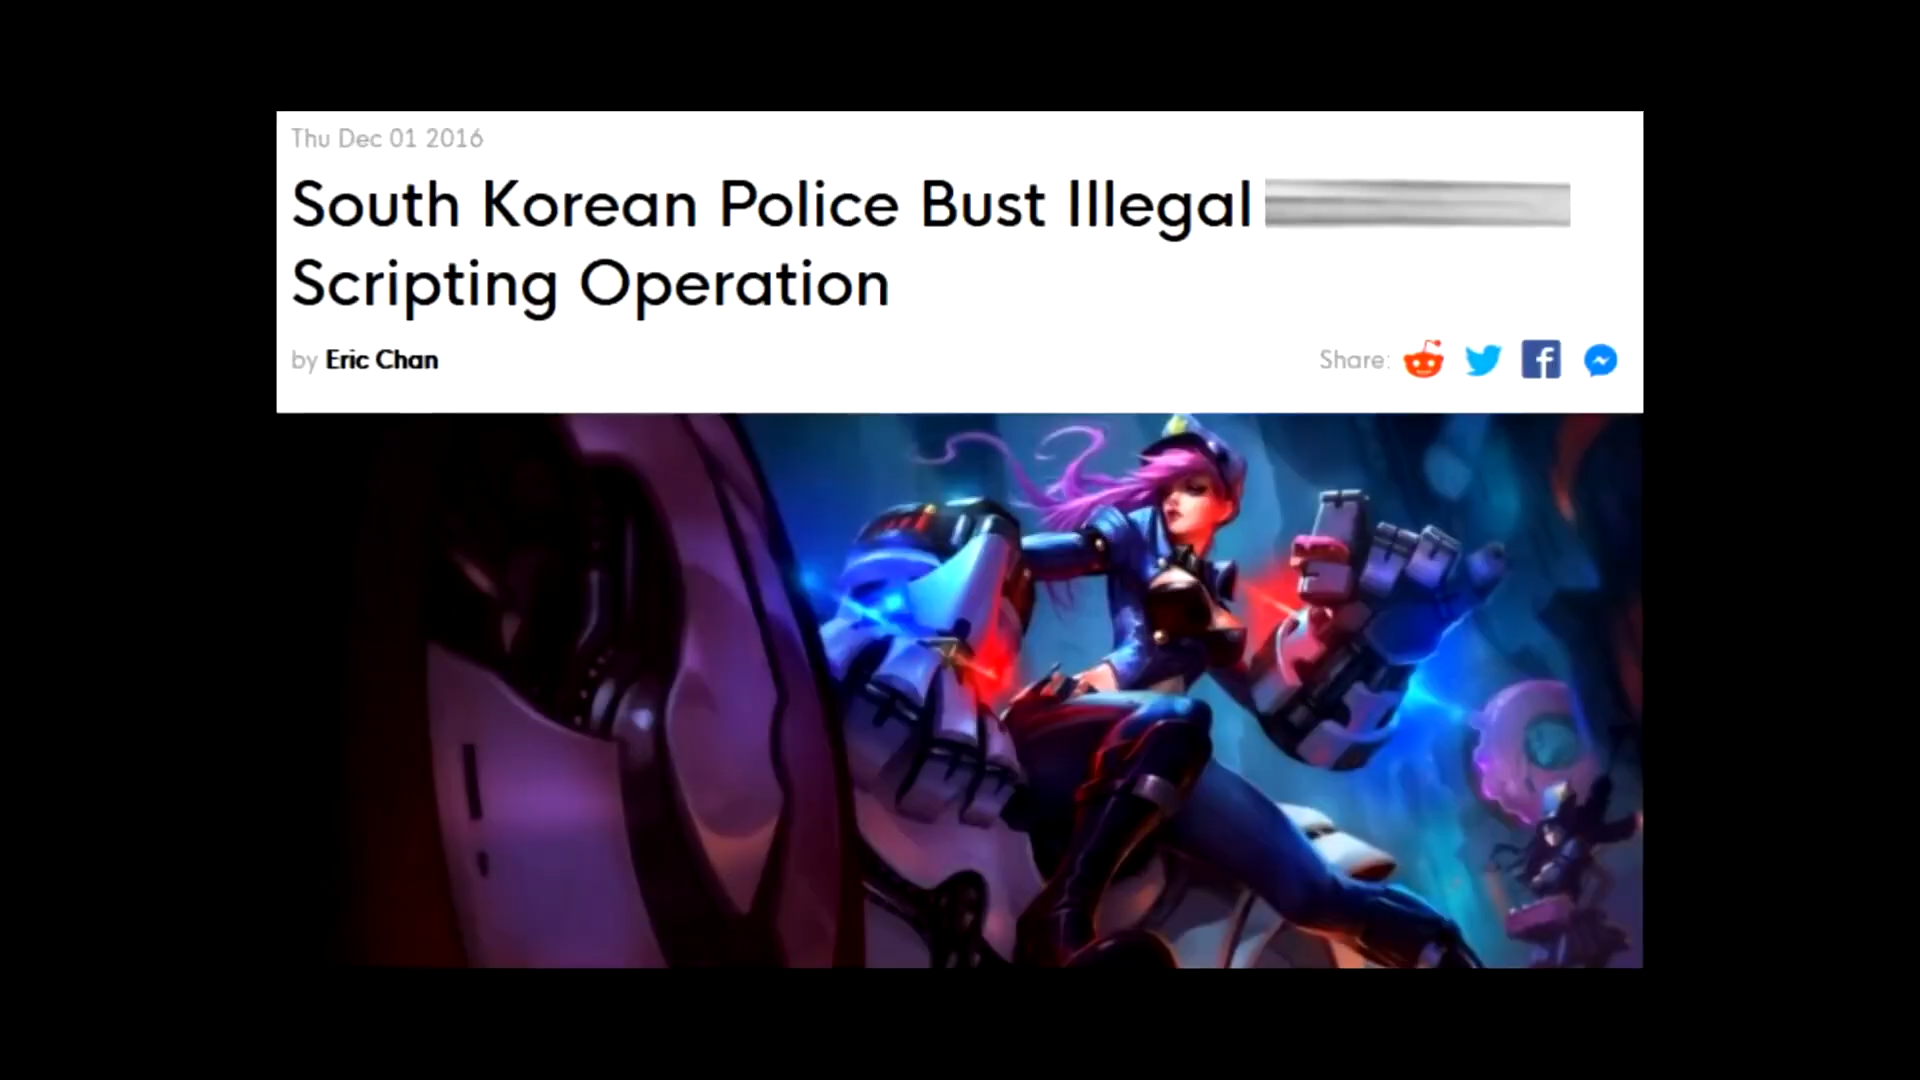 Thu Dec 01 2016
South Korean Police Bust Illegal
Scripting Operation
by Eric Chan
Share: